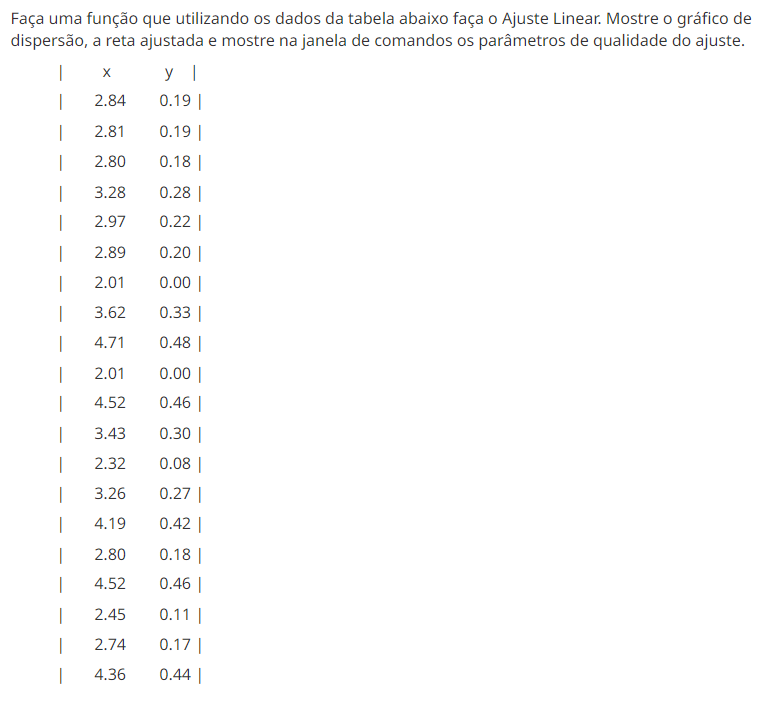 Faça uma função que utilizando os dados da tabela abaixo faça o Ajuste Linear. Mostre o gráfico de
dispersão, a reta ajustada e mostre na janela de comandos os parâmetros de qualidade do ajuste.
| x y |
| 2.84 0.19 |
| 2.81 0.19 |
| 2.80 0.18 |
| 3.28 0.28 |
| 2.97 0.22 |
| 2.89 0.20 |
| 2.01 0.00 |
| 3.62 0.33 |
| 4.71 0.48 |
| 2.01 0.00 |
| 4.52 0.46 |
| 3.43 0.30 |
| 2.32 0.08 |
| 3.26 0.27 |
| 4.19 0.42 |
| 2.80 0.18 |
| 4.52 0.46 |
| 2.45 0.11 |
| 2.74 0.17 |
| 4.36 0.44 |